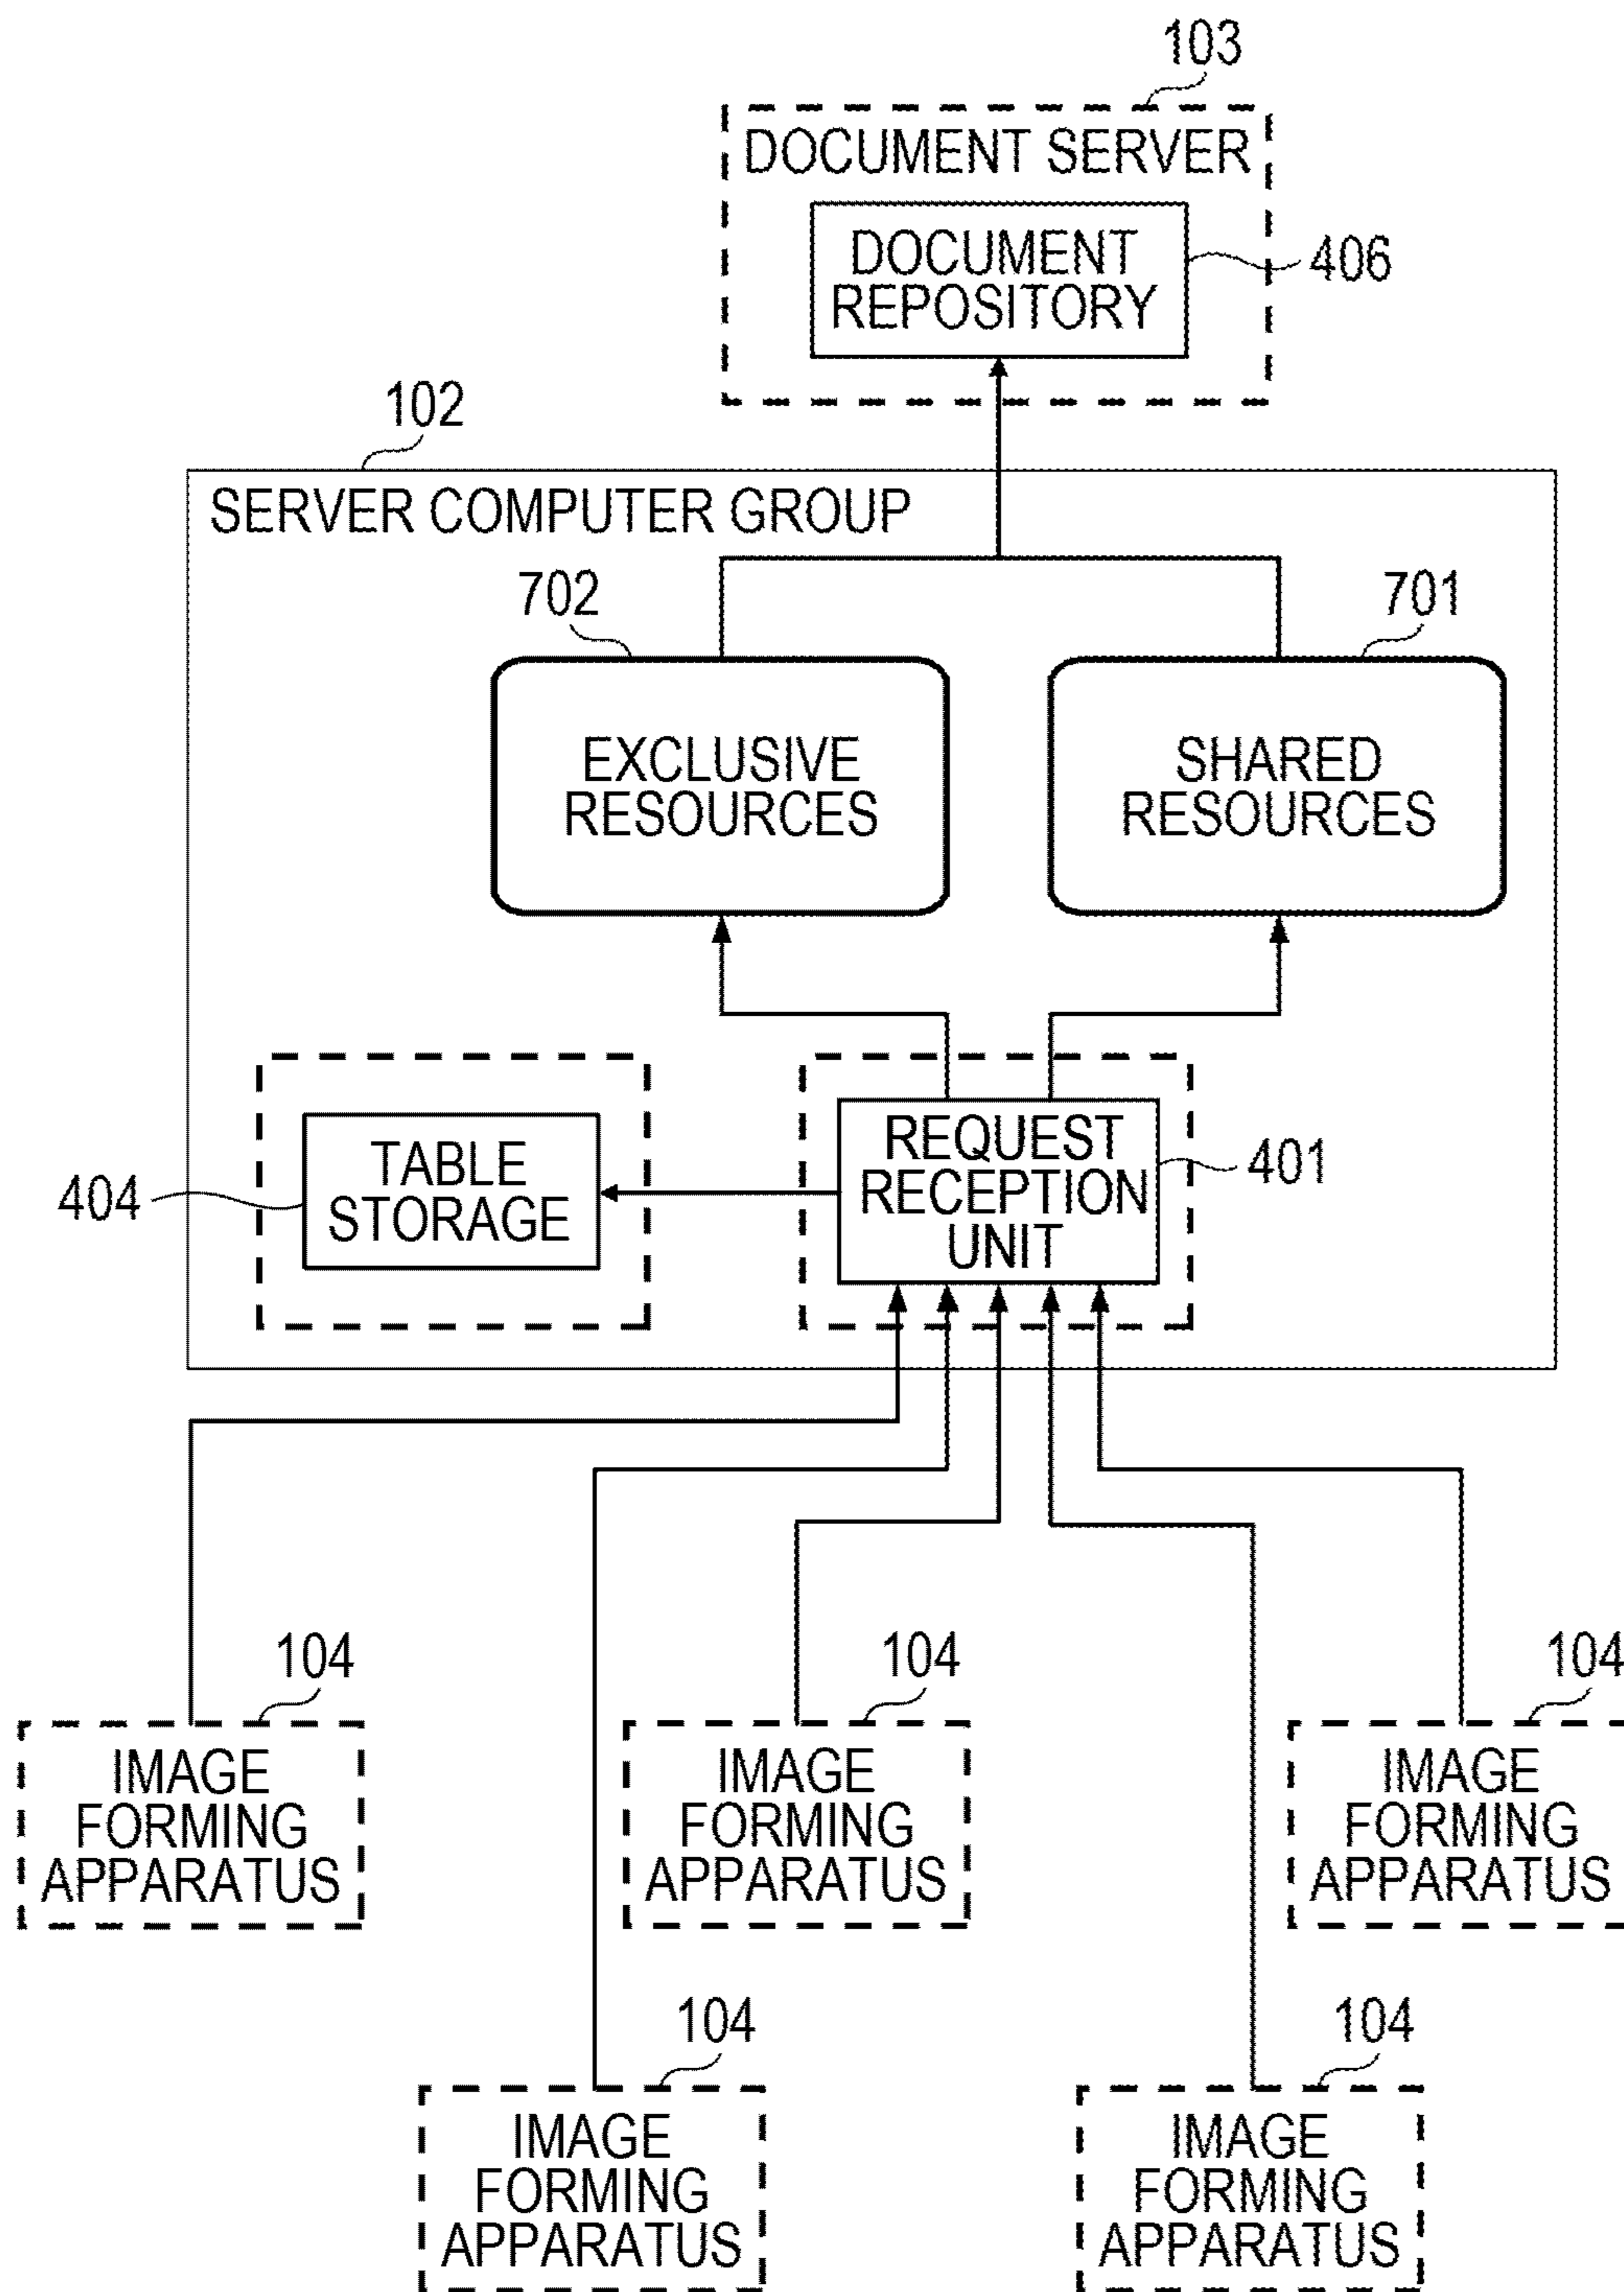 103
DOCUMENT SERVER
DOCUMENT
REPOSITORY
406
102
SERVER COMPUTER GROUP
702
701
EXCLUSIVE
RESOURCES
SHARED
RESOURCES
404
TABLE
STORAGE
REQUEST
RECEPTION
UNIT
401
104
IMAGE
FORMING
APPARATUS
104
IMAGE
FORMING
APPARATUS
104
IMAGE
FORMING
APPARATUS
104
IMAGE
FORMING
APPARATUS
104
IMAGE
FORMING
APPARATUS